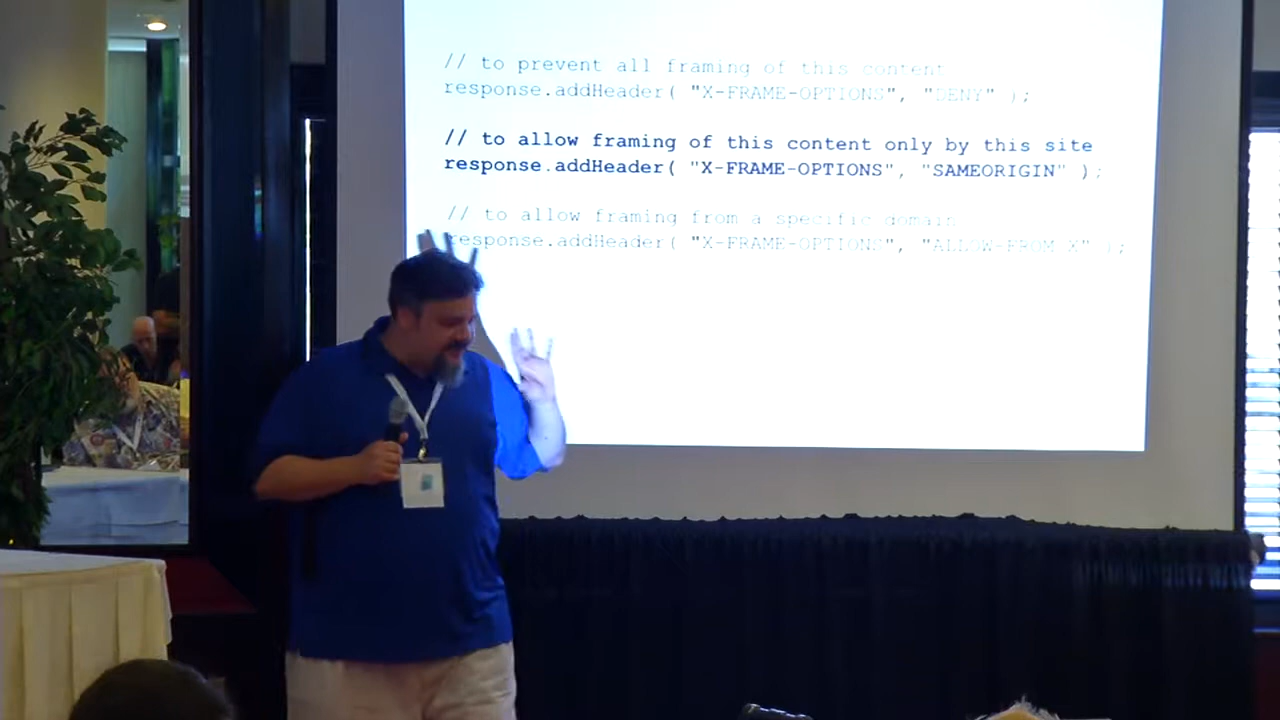 // to prevent all framing of this content
response.addHeader( "X-FRAME-OPTIONS", "DENY" );
// to allow framing of this content only by this site
response.addHeader( "X-FRAME-OPTIONS", "SAMEORIGIN" );
// to allow framing from a specific domain
response.addHeader( "X-FRAME-OPTIONS", "ALLOW-FROM X" );